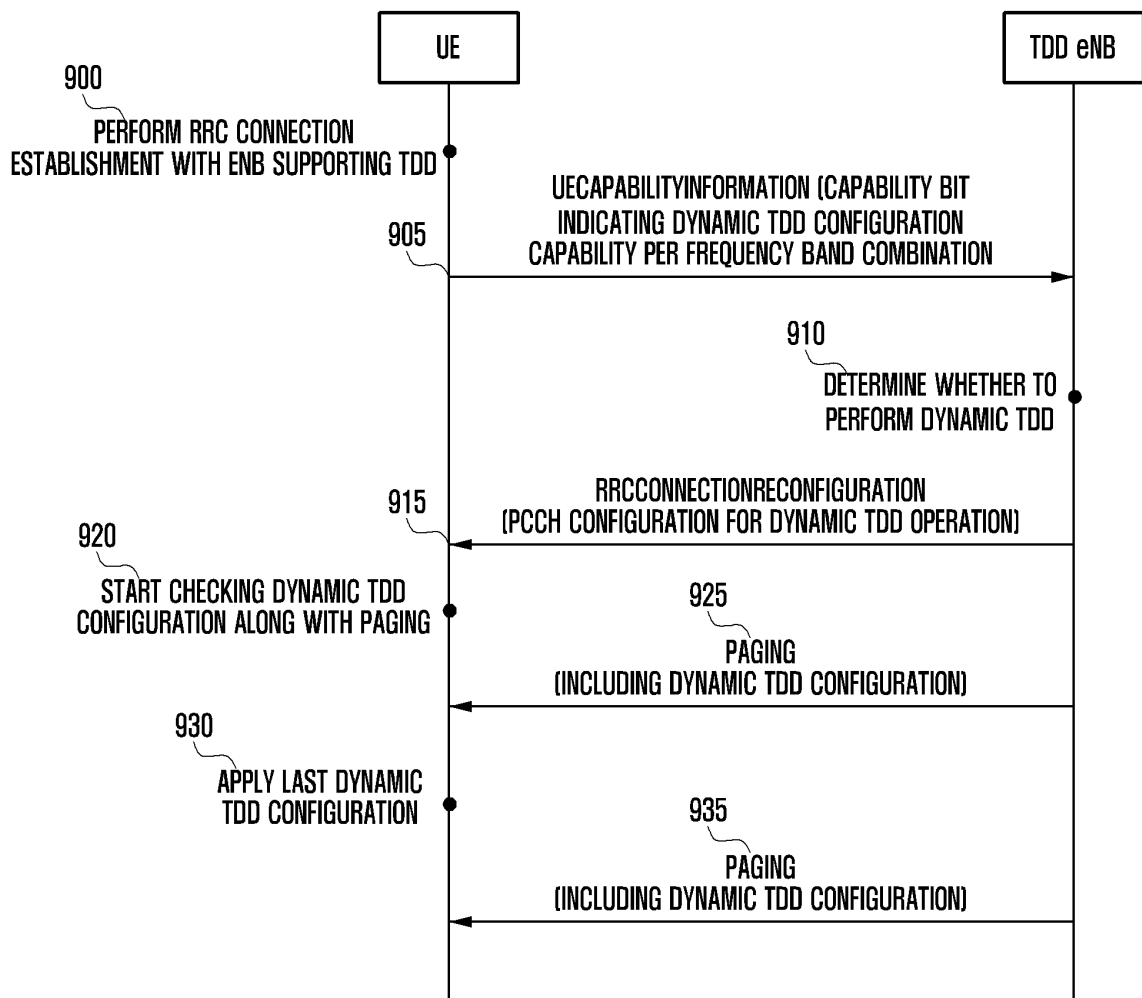 UE
TDD eNB
900
PERFORM RRC CONNECTION
ESTABLISHMENT WITH ENB SUPPORTING TDD
UECAPABILITYINFORMATION (CAPABILITY BIT
INDICATING DYNAMIC TDD CONFIGURATION
CAPABILITY PER FREQUENCY BAND COMBINATION
905
910
DETERMINE WHETHER TO
PERFORM DYNAMIC TDD
RRCCONNECTIONRECONFIGURATION
(PCCH CONFIGURATION FOR DYNAMIC TDD OPERATION)
915
920
START CHECKING DYNAMIC TDD
CONFIGURATION ALONG WITH PAGING
925
PAGING
(INCLUDING DYNAMIC TDD CONFIGURATION)
930
APPLY LAST DYNAMIC
TDD CONFIGURATION
935
PAGING
(INCLUDING DYNAMIC TDD CONFIGURATION)